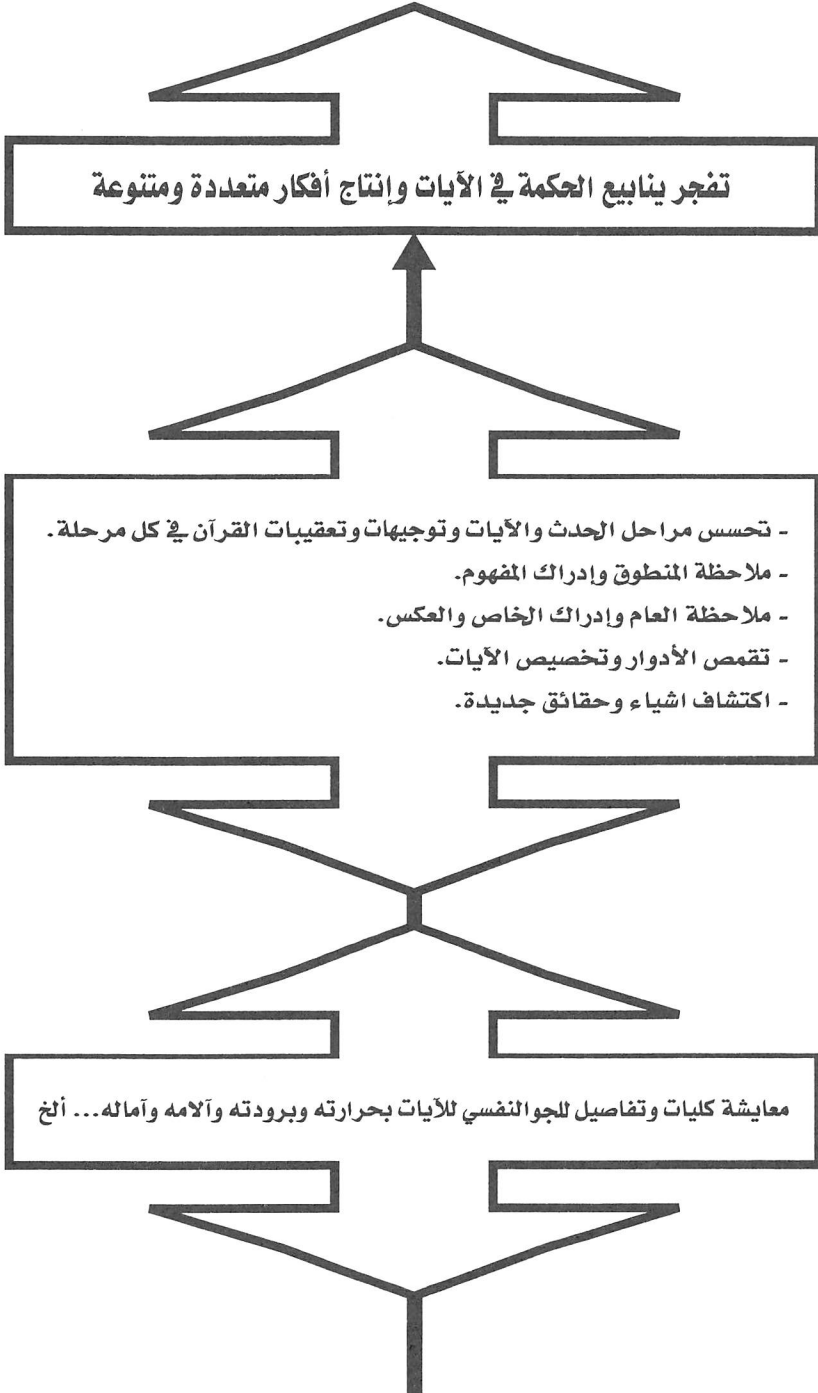 تفجر ينابيع الحكمة في الآيات وإنتاج أفكار متعددة ومتنوعة
- تحسس مراحل الحدث والآيات وتوجيهات وتعقيبات القرآن في كل مرحلة.
- ملاحظة المنطوق وإدراك المفهوم.
- ملاحظة العام وإدراك الخاص والعكس.
- تقمص الأدوار وتخصيص الآيات.
- اكتشاف اشياء وحقائق جديدة.
معايشة كليات وتفاصيل للجو النفسي للآيات بحرارته وبرودته وآلامه وآماله... ألخ